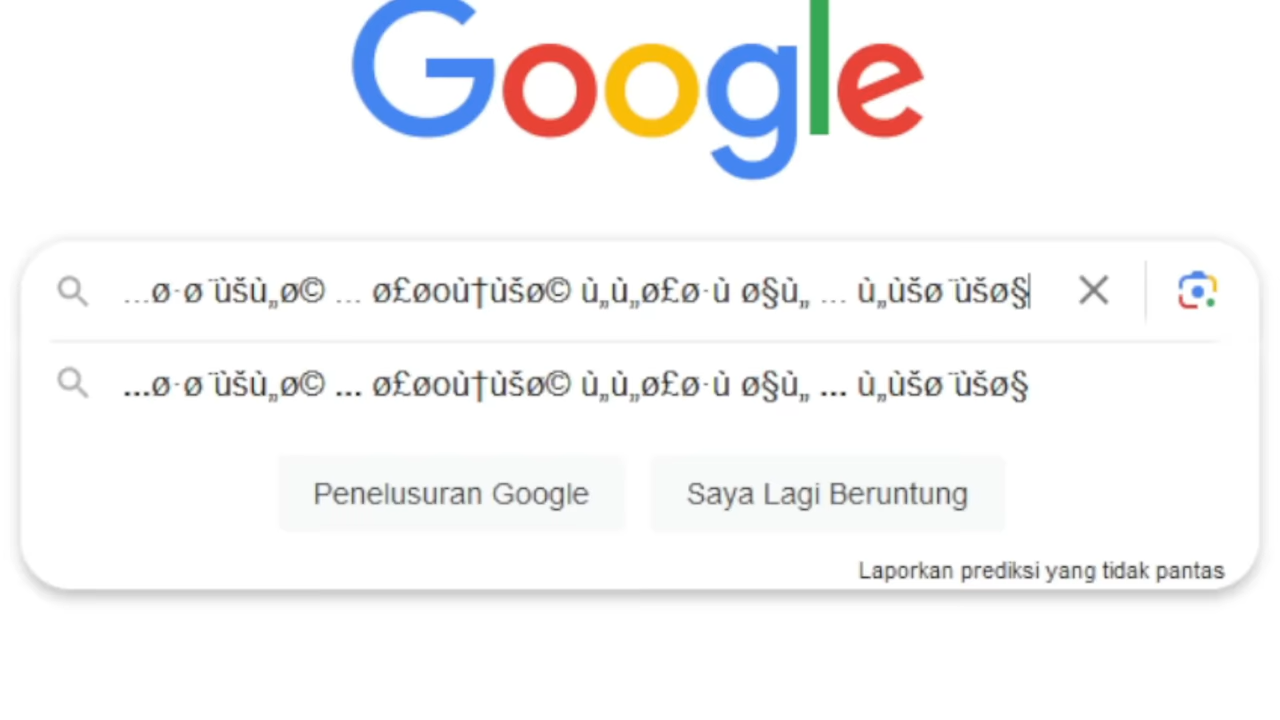 Google
...ø·ø¨ùšù„ø© ... ø£øoù†ùšø© ù„ù„ø£ø·ù ø§ù„ ... ù„ùšø¨ùšø§
...ø·ø¨ùšù„ø© ... ø£øoù†ùšø© ù„ù„ø£ø·ù ø§ù„ ... ù„ùšø¨ùšø§
Penelusuran Google
Saya Lagi Beruntung
Laporkan prediksi yang tidak pantas